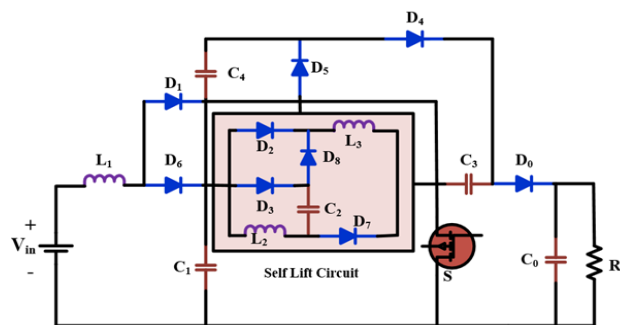 D4
C4
D5
D1
D2
L3
D8
L1
D6
D3
C2
D7
L2
C3
D0
+
Vin
-
C1
Self Lift Circuit
S
C0
R